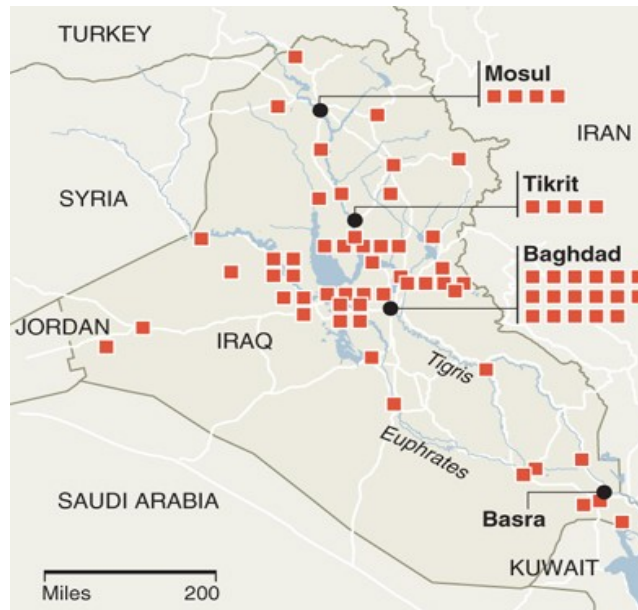 TURKEY
Mosul
IRAN
SYRIA
Tikrit
Baghdad
JORDAN
IRAQ
Tigris
Euphrates
SAUDI ARABIA
Basra
KUWAIT
Miles 200